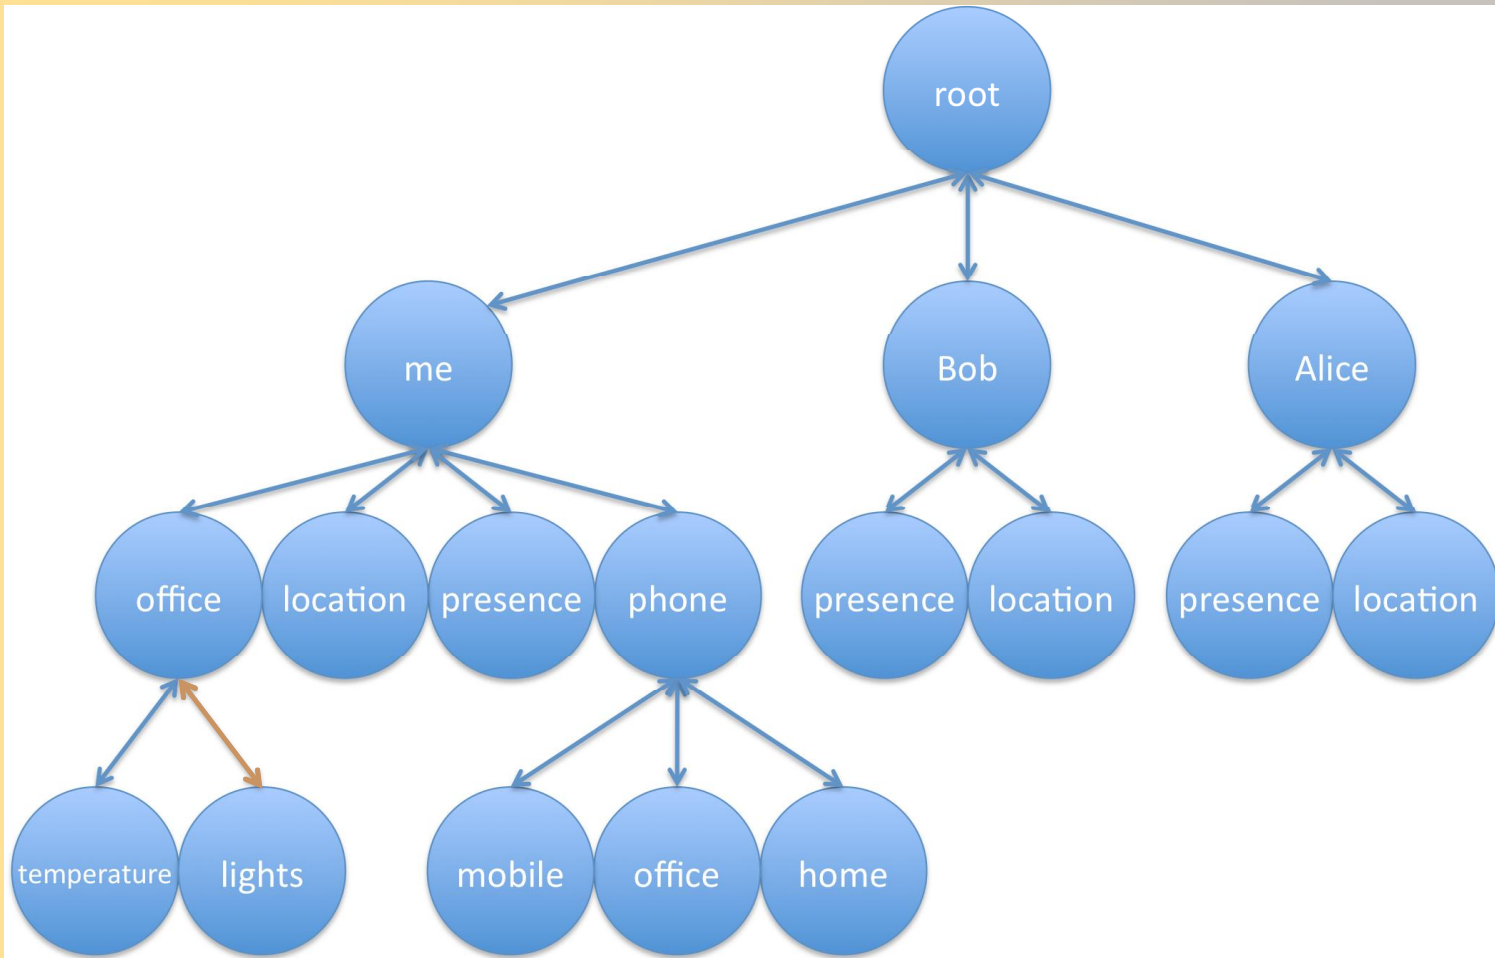 root
me
Bob
Alice
office
location
presence
phone
presence
location
presence
location
temperature
lights
mobile
office
home